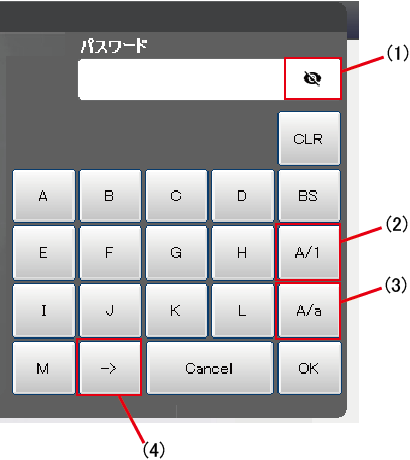 パスワード
(1)
CLR
A B C D BS
(2)
E F G H A/1
(3)
I J K L A/a
M -> Cancel OK
(4)